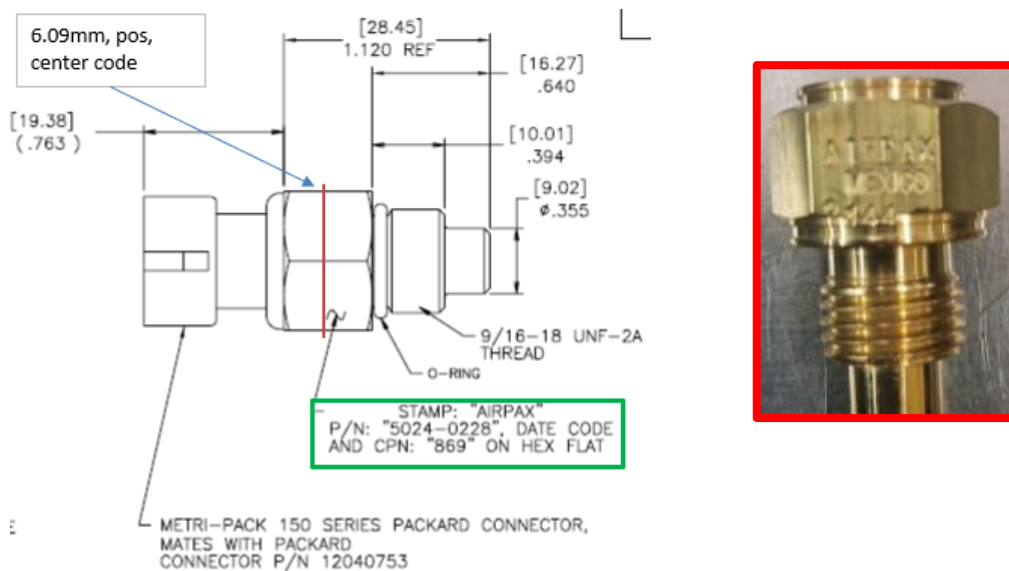 6.09mm, pos,
center code
[28.45]
1.120 REF
[16.27]
.640
[19.38]
(.763 )
[10.01]
.394
[9.02]
ø.355
9/16-18 UNF-2A
THREAD
O-RING
STAMP: "AIRPAX"
P/N: "5024-0228", DATE CODE
AND CPN: "869" ON HEX FLAT
METRI-PACK 150 SERIES PACKARD CONNECTOR,
MATES WITH PACKARD
CONNECTOR P/N 12040753
AIRPAX
MEXICO